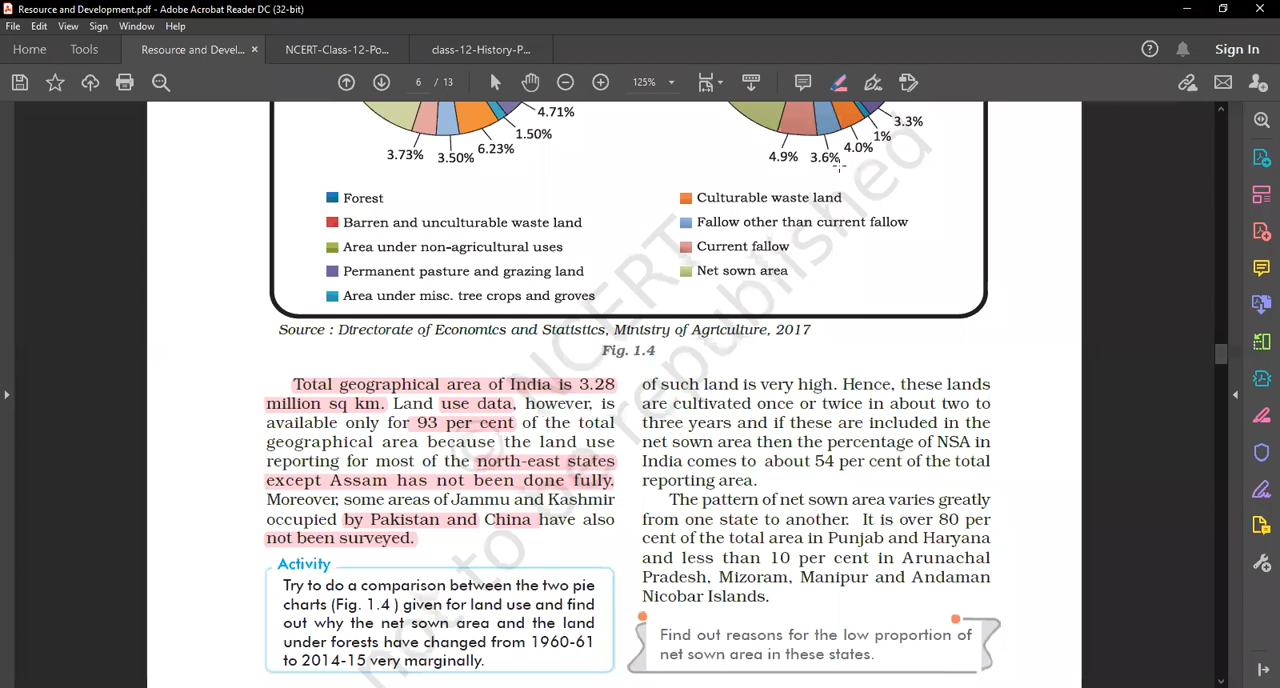 Resource and Development.pdf - Adobe Acrobat Reader DC (32-bit)
File Edit View Sign Window Help
Home Tools Resource and Devel... × NCERT-Class-12-Po... class-12-History-P... Sign In
6 / 13 125%
4.71%
1.50%
6.23%
3.50%
3.73%
3.3%
1%
4.0%
3.6%
4.9%
Forest
Barren and unculturable waste land
Area under non-agricultural uses
Permanent pasture and grazing land
Area under misc. tree crops and groves
Culturable waste land
Fallow other than current fallow
Current fallow
Net sown area
Source : Directorate of Economics and Statistics, Ministry of Agriculture, 2017
Fig. 1.4
Total geographical area of India is 3.28
million sq km. Land use data, however, is
available only for 93 per cent of the total
geographical area because the land use
reporting for most of the north-east states
except Assam has not been done fully.
Moreover, some areas of Jammu and Kashmir
occupied by Pakistan and China have also
not been surveyed.
Activity
Try to do a comparison between the two pie
charts (Fig. 1.4 ) given for land use and find
out why the net sown area and the land
under forests have changed from 1960-61
to 2014-15 very marginally.
of such land is very high. Hence, these lands
are cultivated once or twice in about two to
three years and if these are included in the
net sown area then the percentage of NSA in
India comes to about 54 per cent of the total
reporting area.
The pattern of net sown area varies greatly
from one state to another. It is over 80 per
cent of the total area in Punjab and Haryana
and less than 10 per cent in Arunachal
Pradesh, Mizoram, Manipur and Andaman
Nicobar Islands.
Find out reasons for the low proportion of
net sown area in these states.
© NCERT
not to be republished